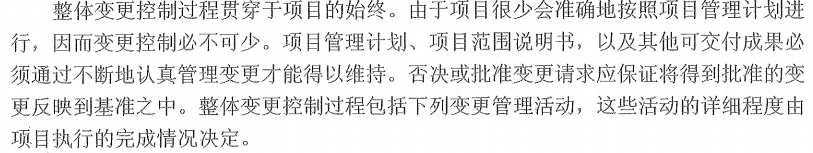 整体变更控制过程贯穿于项目的始终。由于项目很少会准确地按照项目管理计划进
行，因而变更控制必不可少。项目管理计划、项目范围说明书，以及其他可交付成果必
须通过不断地认真管理变更才能得以维持。否决或批准变更请求应保证将得到批准的变
更反映到基准之中。整体变更控制过程包括下列变更管理活动，这些活动的详细程度由
项目执行的完成情况决定。